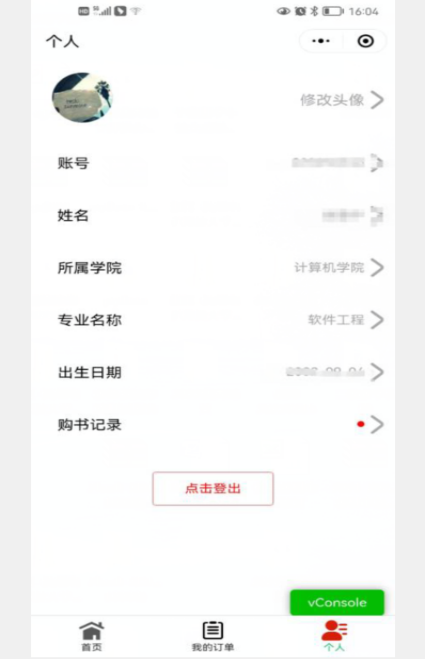 16:04
个人
修改头像
账号
姓名
所属学院 计算机学院
专业名称 软件工程
出生日期
购书记录
点击登出
vConsole
首页 我的订单 个人